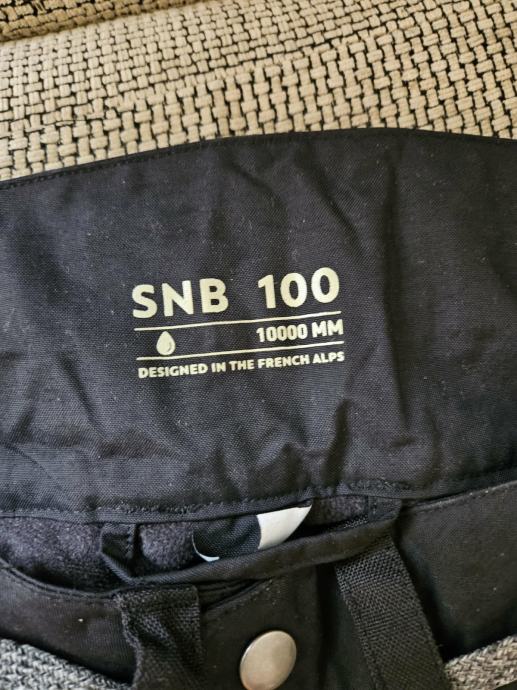 SNB 100
10000 MM
DESIGNED IN THE FRENCH ALPS